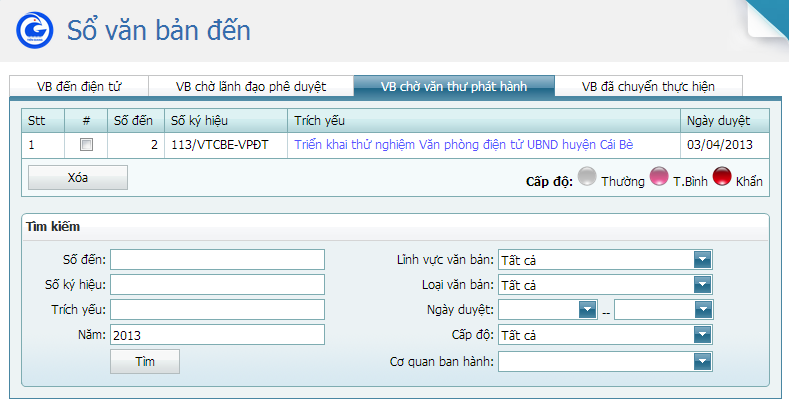 Sổ văn bản đến
VB đến điện tử VB chờ lãnh đạo phê duyệt VB chờ văn thư phát hành VB đã chuyển thực hiện
Stt # Số đến Số ký hiệu Trích yếu Ngày duyệt
1 2 113/VTCBE-VPĐT Triển khai thứ nghiệm Văn phòng điện tử UBND huyện Cái Bè 03/04/2013
Xóa Cấp độ: Thường T.Bình Khẩn
Tìm kiếm
Số đến: Lĩnh vực văn bản: Tất cả
Số ký hiệu: Loại văn bản: Tất cả
Trích yếu: Ngày duyệt: --
Năm: 2013 Cấp độ: Tất cả
Tìm Cơ quan ban hành: